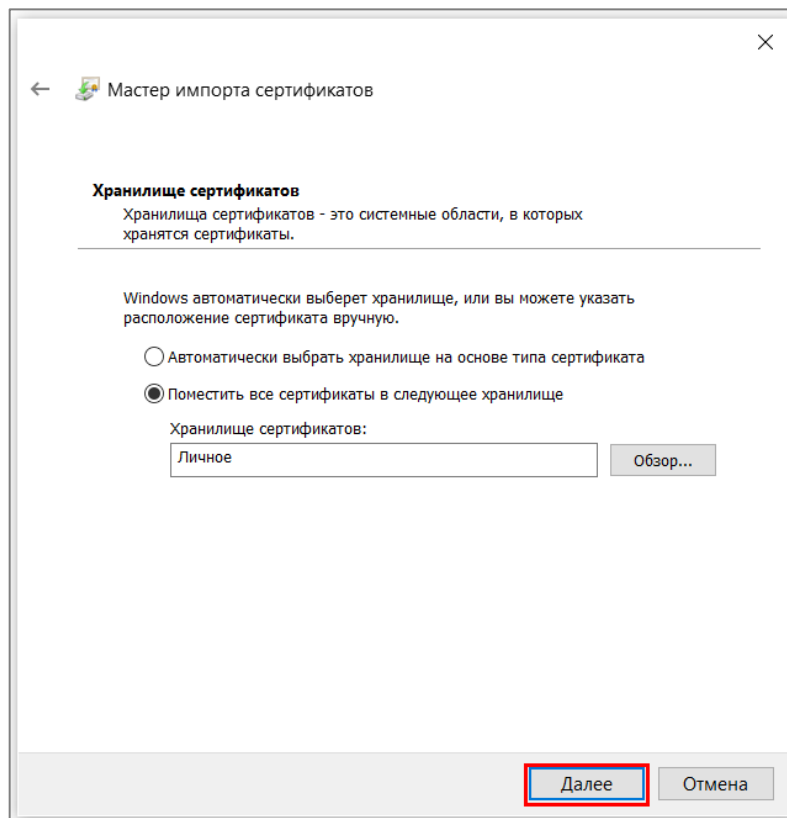 Мастер импорта сертификатов
Хранилище сертификатов
Хранилища сертификатов - это системные области, в которых
хранятся сертификаты.
Windows автоматически выберет хранилище, или вы можете указать
расположение сертификата вручную.
Автоматически выбрать хранилище на основе типа сертификата
Поместить все сертификаты в следующее хранилище
Хранилище сертификатов:
Личное
Обзор...
Далее
Отмена